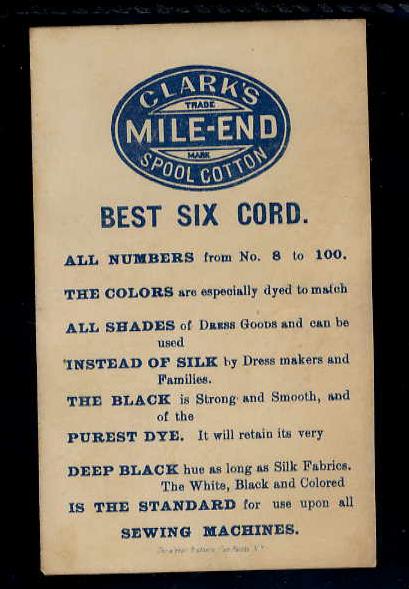 CLARK'S
TRADE
MILE-END
MARK
SPOOL COTTON
BEST SIX CORD.
ALL NUMBERS from No. 8 to 100.
THE COLORS are especially dyed to match
ALL SHADES of Dress Goods and can be
used
INSTEAD OF SILK by Dress makers and
Families.
THE BLACK is Strong and Smooth, and
of the
PUREST DYE. It will retain its very
DEEP BLACK hue as long as Silk Fabrics.
The White, Black and Colored
IS THE STANDARD for use upon all
SEWING MACHINES.